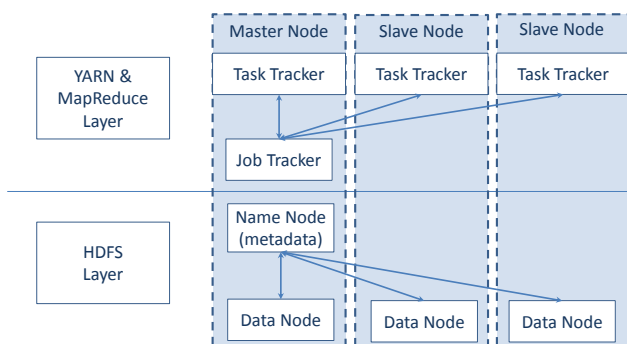 Master Node
Slave Node
Slave Node
YARN &
MapReduce
Layer
Task Tracker
Task Tracker
Task Tracker
Job Tracker
HDFS
Layer
Name Node
(metadata)
Data Node
Data Node
Data Node